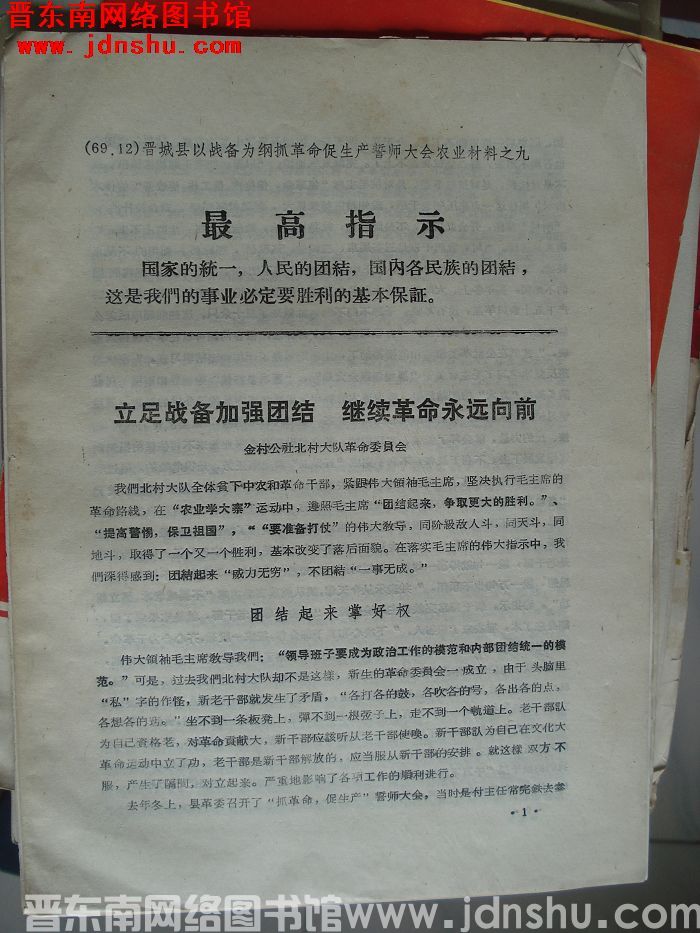 晋东南网络图书馆
www.jdnshu.com
(69.12)晋城县以战备为纲抓革命促生产誓师大会农业材料之九
最高指示
国家的統一，人民的团結，国内各民族的团結，
这是我們的事业必定要胜利的基本保証。
立足战备加强团结 继续革命永远向前
金村公社北村大队革命委員会
我們北村大队全体貧下中农和革命干部，紧跟伟大領袖毛主席，坚决执行毛主席的
革命路綫，在“农业学大寨”运动中，遵照毛主席“团结起来，争取更大的胜利。”、
“提高警惕，保卫祖国”，““要准备打仗”的伟大教导，同阶級敌人斗，同天斗，同
地斗，取得了一个又一个胜利，基本改变了落后面貌。在落实毛主席的伟大指示中，我
們深得感到：团結起来“威力无穷”，不团結“一事无成。”
团结起来掌好权
伟大領袖毛主席敎导我們：“领导班子要成为政治工作的模范和内部团结统一的模
范。”可是，过去我們北村大队却不是这样，新生的革命委員会一成立，由于头脑里
“私”字的作怪，新老干部就发生了矛盾，“各打各的鼓，各吹各的号，各出各的点，
各想各的窍。”坐不到一条板凳上，彈不到一根弦子上，走不到一个軌道上。老干部队
为自己資格老，对革命貢献大，新干部应該听从老干部使喚。新干部队为自己在文化大
革命运动中立了功，老干部是新干部解放的，应当服从新干部的安排。就这樣双方不
服，产生了隔閡，对立起来。严重地影响了各項工作的順利进行。
去年冬上，县革委召开了“抓革命，促生产”誓师大会，当时是付主任常完鉄去参
·1·
晋东南网络图书馆 www.jdnshu.com